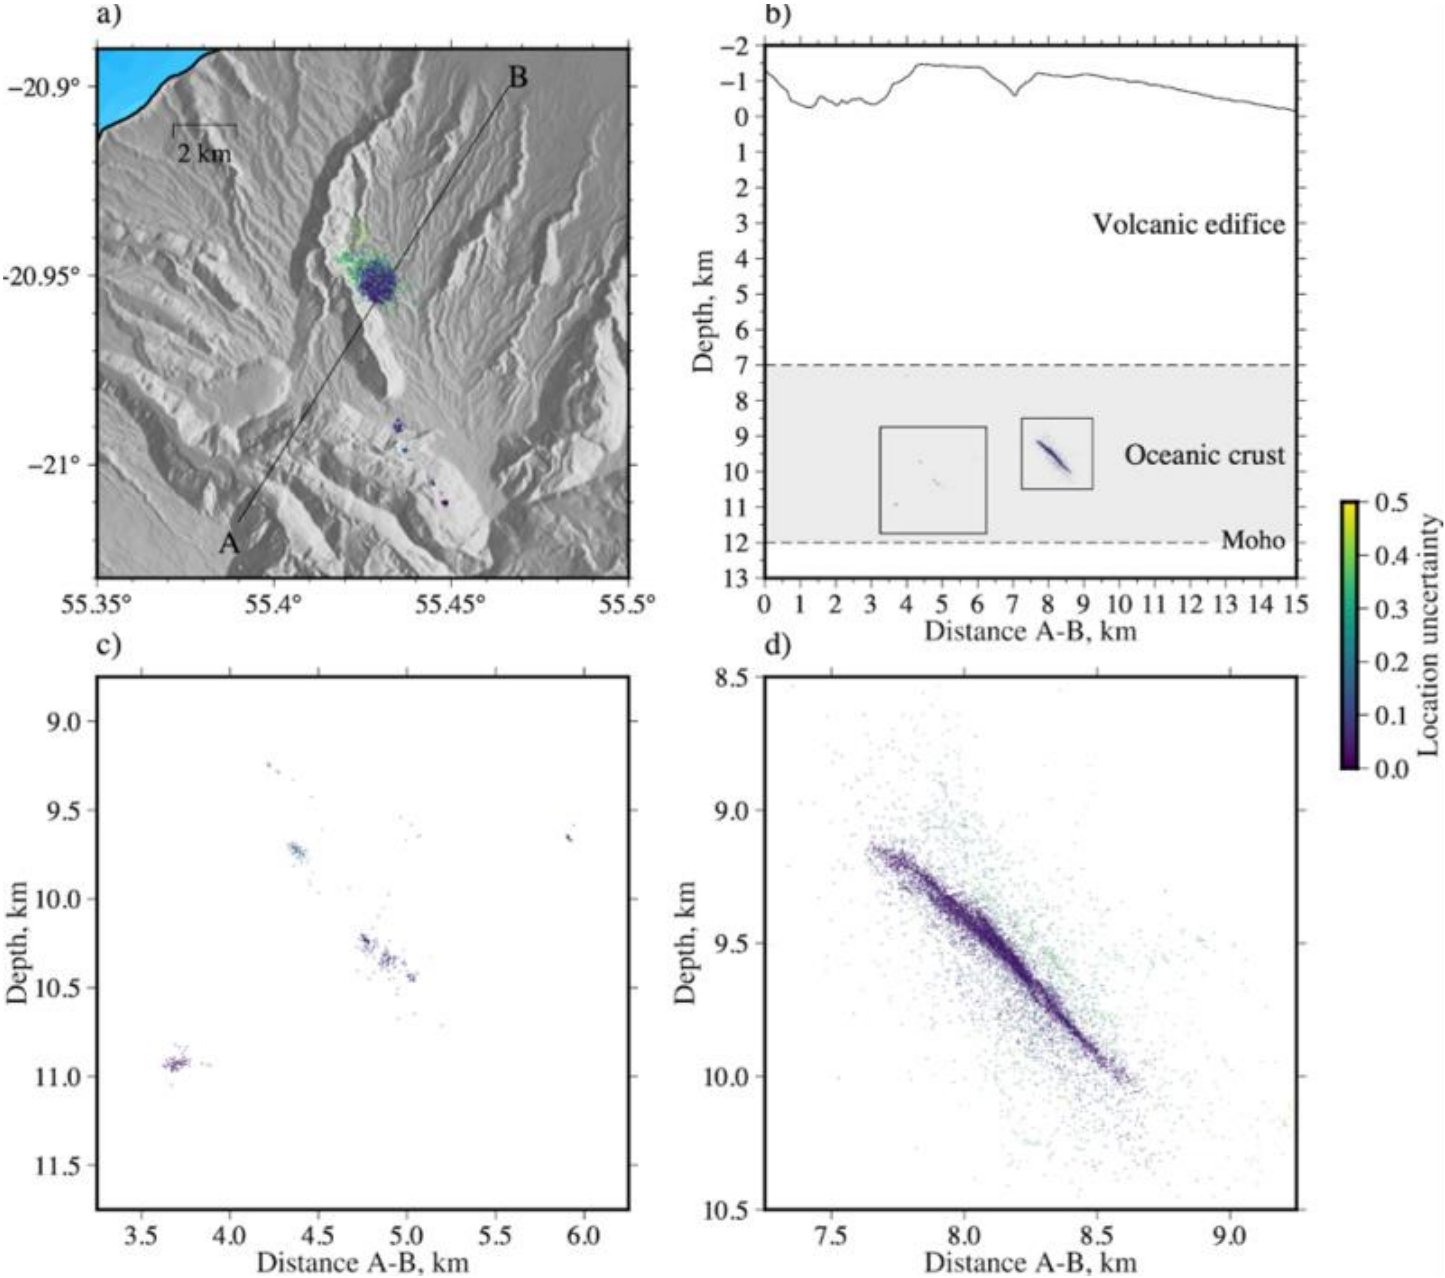 a)
B
A
2 km
−20.9°
−20.95°
−21°
55.35° 55.4° 55.45° 55.5°
b)
−2
−1
0
1
2
3
4
5
6
7
8
9
10
11
12
13
Depth, km
Volcanic edifice
Oceanic crust
Moho
0 1 2 3 4 5 6 7 8 9 10 11 12 13 14 15
Distance A-B, km
c)
9.0
9.5
10.0
10.5
11.0
11.5
Depth, km
3.5 4.0 4.5 5.0 5.5 6.0
Distance A-B, km
d)
8.5
9.0
9.5
10.0
10.5
Depth, km
7.5 8.0 8.5 9.0
Distance A-B, km
0.5
0.4
0.3
0.2
0.1
0.0
Location uncertainty